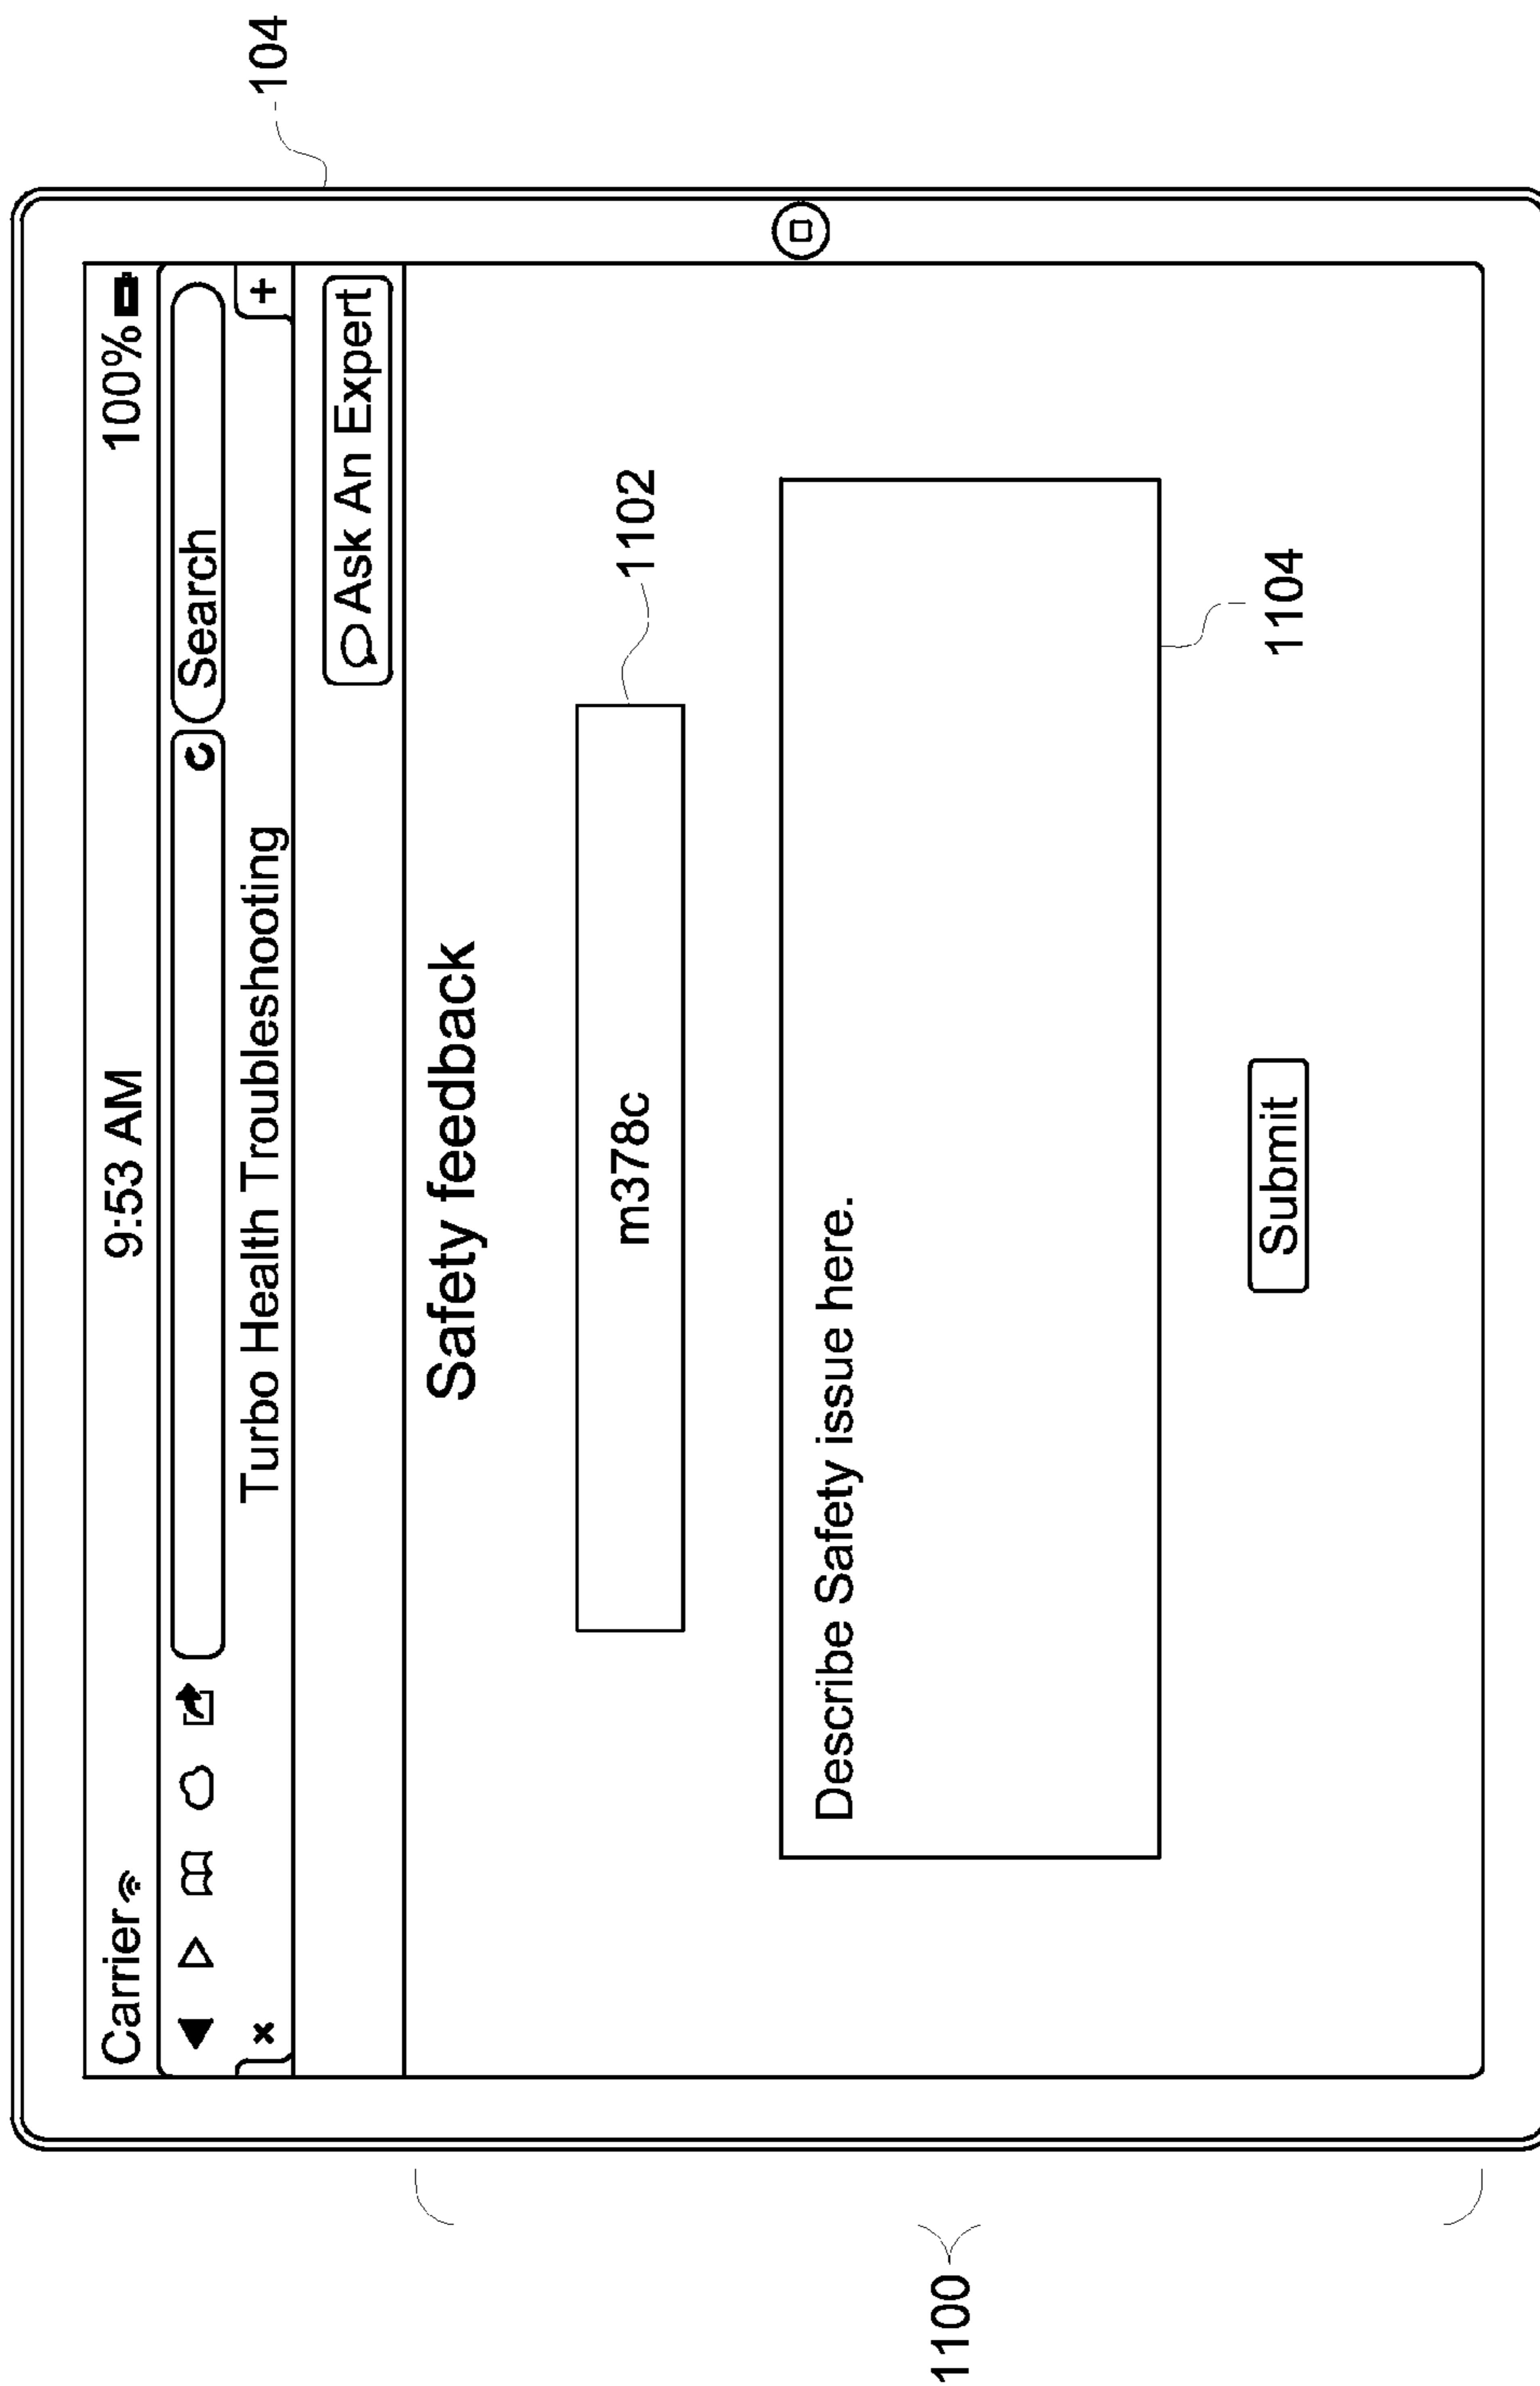 104
Carrier 9:53 AM 100%
Search
× Turbo Health Troubleshooting +
Ask An Expert
Safety feedback
m378c
1102
Describe Safety issue here.
1104
Submit
1100